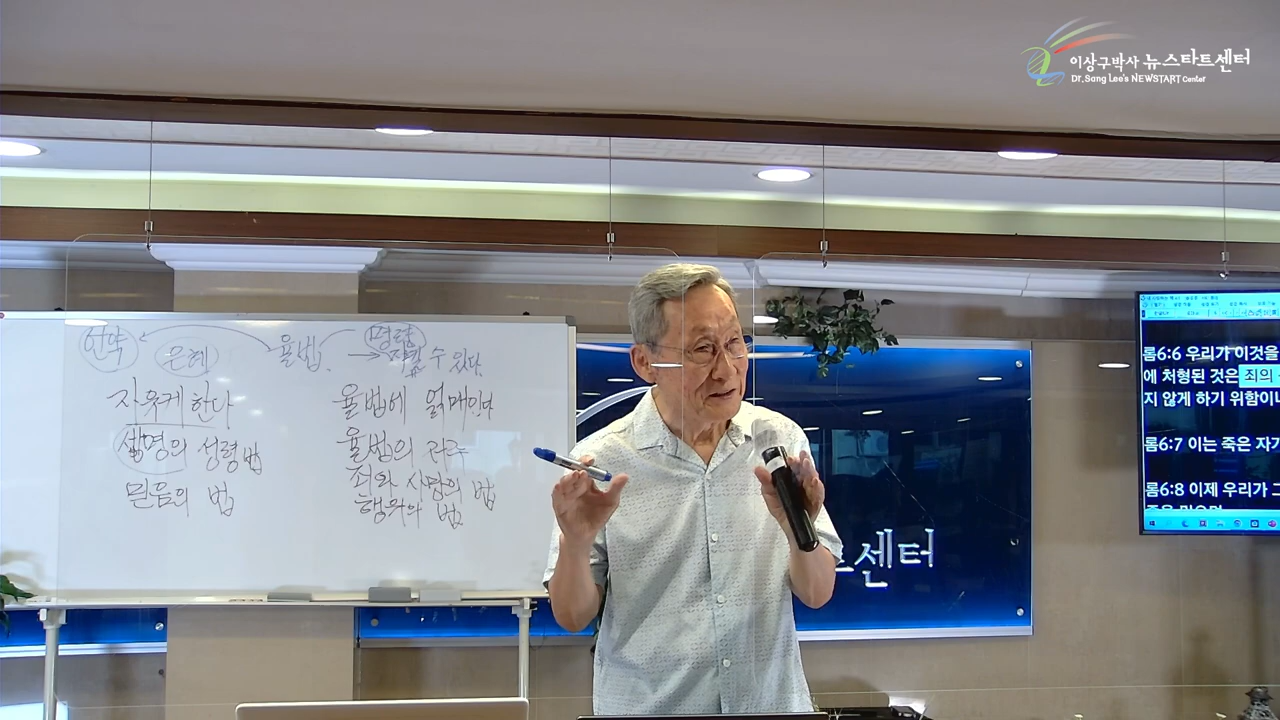 이상구박사 뉴스타트센터
Dr. Sang Lee's NEWSTART Center
언약
은혜
율법.
명령
→ 지킬 수 있다.
자유케 한다
생명의 성령법
믿음의 법
율법에 얽매인다
율법의 저주
죄와 사망의 법
행위의 법.
트센터
롬6:6 우리가 이것을
에 처형된 것은 죄의
지 않게 하기 위함이니
롬6:7 이는 죽은 자가
롬6:8 이제 우리가 그